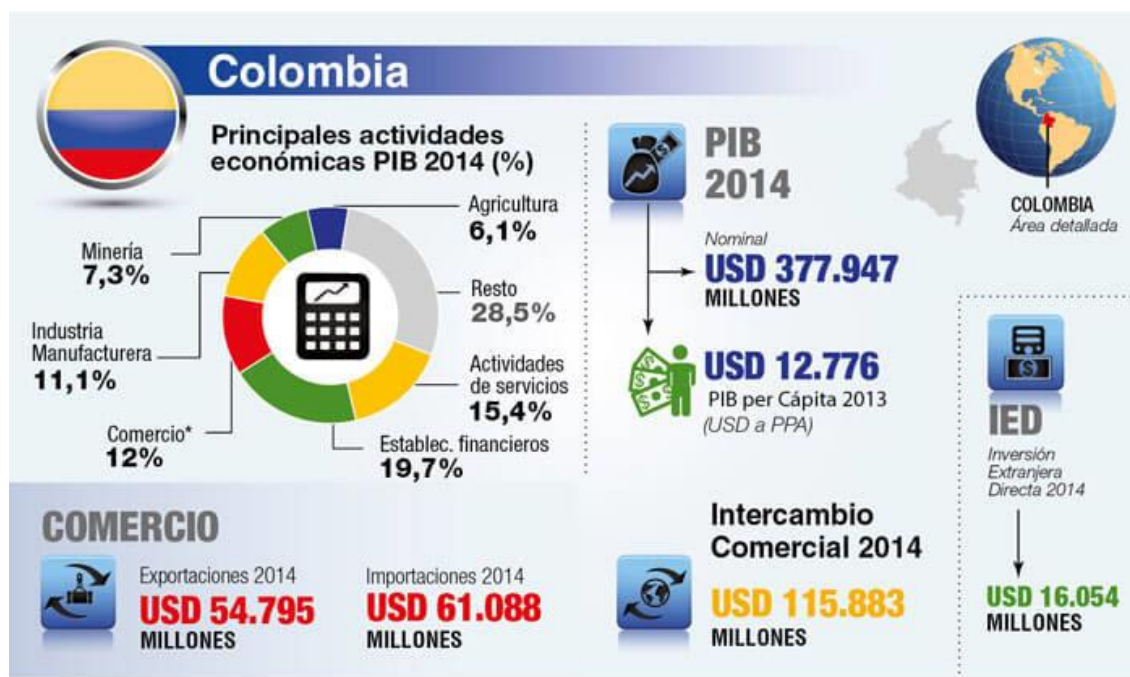 Colombia
Principales actividades
económicas PIB 2014 (%)
Agricultura
6,1%
Resto
28,5%
Actividades
de servicios
15,4%
Establec. financieros
19,7%
Comercio*
12%
Industria
Manufacturera
11,1%
Minería
7,3%
PIB
2014
Nominal
USD 377.947
MILLONES
USD 12.776
PIB per Cápita 2013
(USD a PPA)
COLOMBIA
Área detallada
IED
Inversión
Extranjera
Directa 2014
USD 16.054
MILLONES
COMERCIO
Exportaciones 2014
USD 54.795
MILLONES
Importaciones 2014
USD 61.088
MILLONES
Intercambio
Comercial 2014
USD 115.883
MILLONES